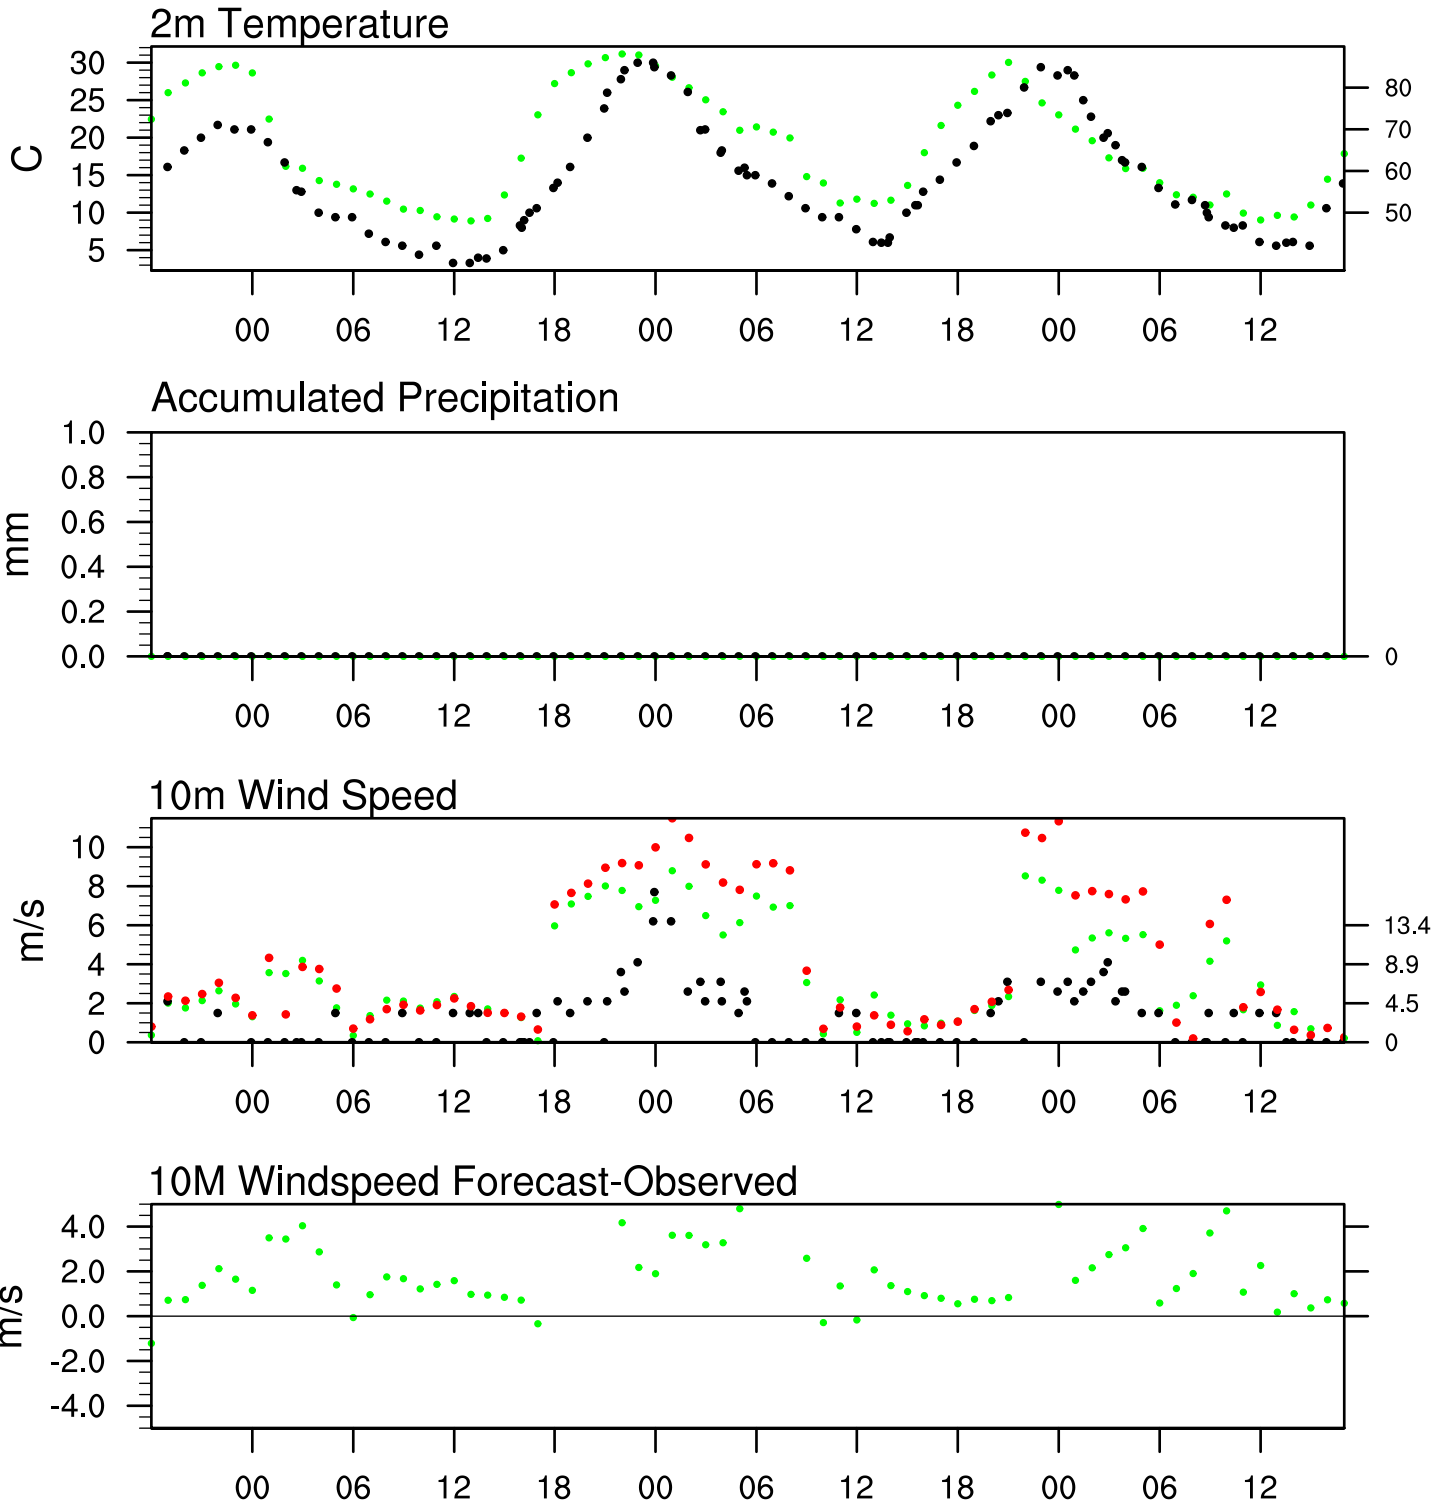 2m Temperature
30
25
20
15
10
5
C
80
70
60
50
00 06 12 18 00 06 12 18 00 06 12
Accumulated Precipitation
1.0
0.8
0.6
0.4
0.2
0.0
mm
0
00 06 12 18 00 06 12 18 00 06 12
10m Wind Speed
10
8
6
4
2
0
m/s
13.4
8.9
4.5
0
00 06 12 18 00 06 12 18 00 06 12
10M Windspeed Forecast-Observed
4.0
2.0
0.0
-2.0
-4.0
m/s
00 06 12 18 00 06 12 18 00 06 12